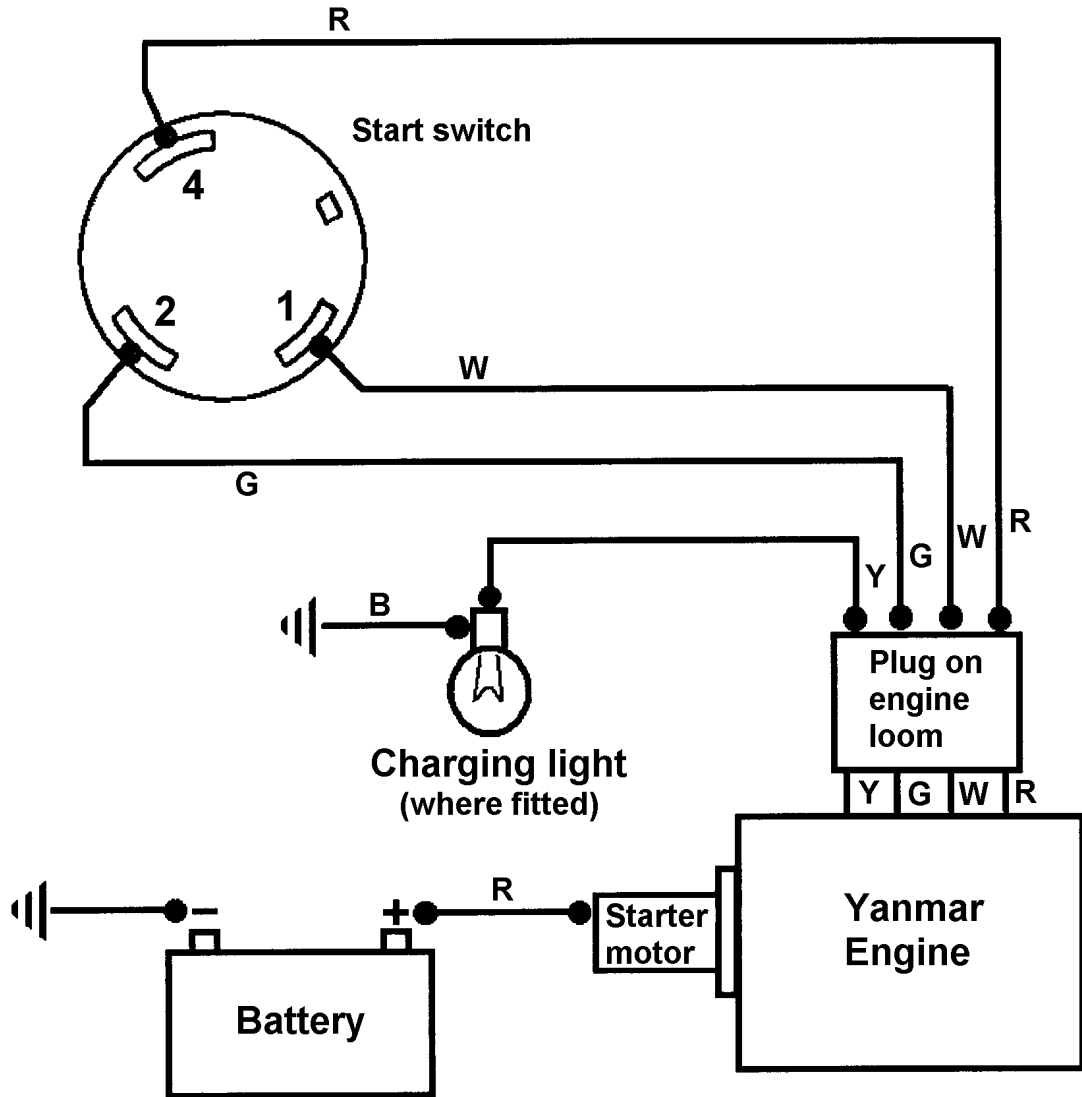 R
Start switch
4
2
1
W
G
R
W
G
Y
B
Plug on
engine
loom
Charging light
(where fitted)
Y G W R
R
− +
Starter
motor
Yanmar
Engine
Battery